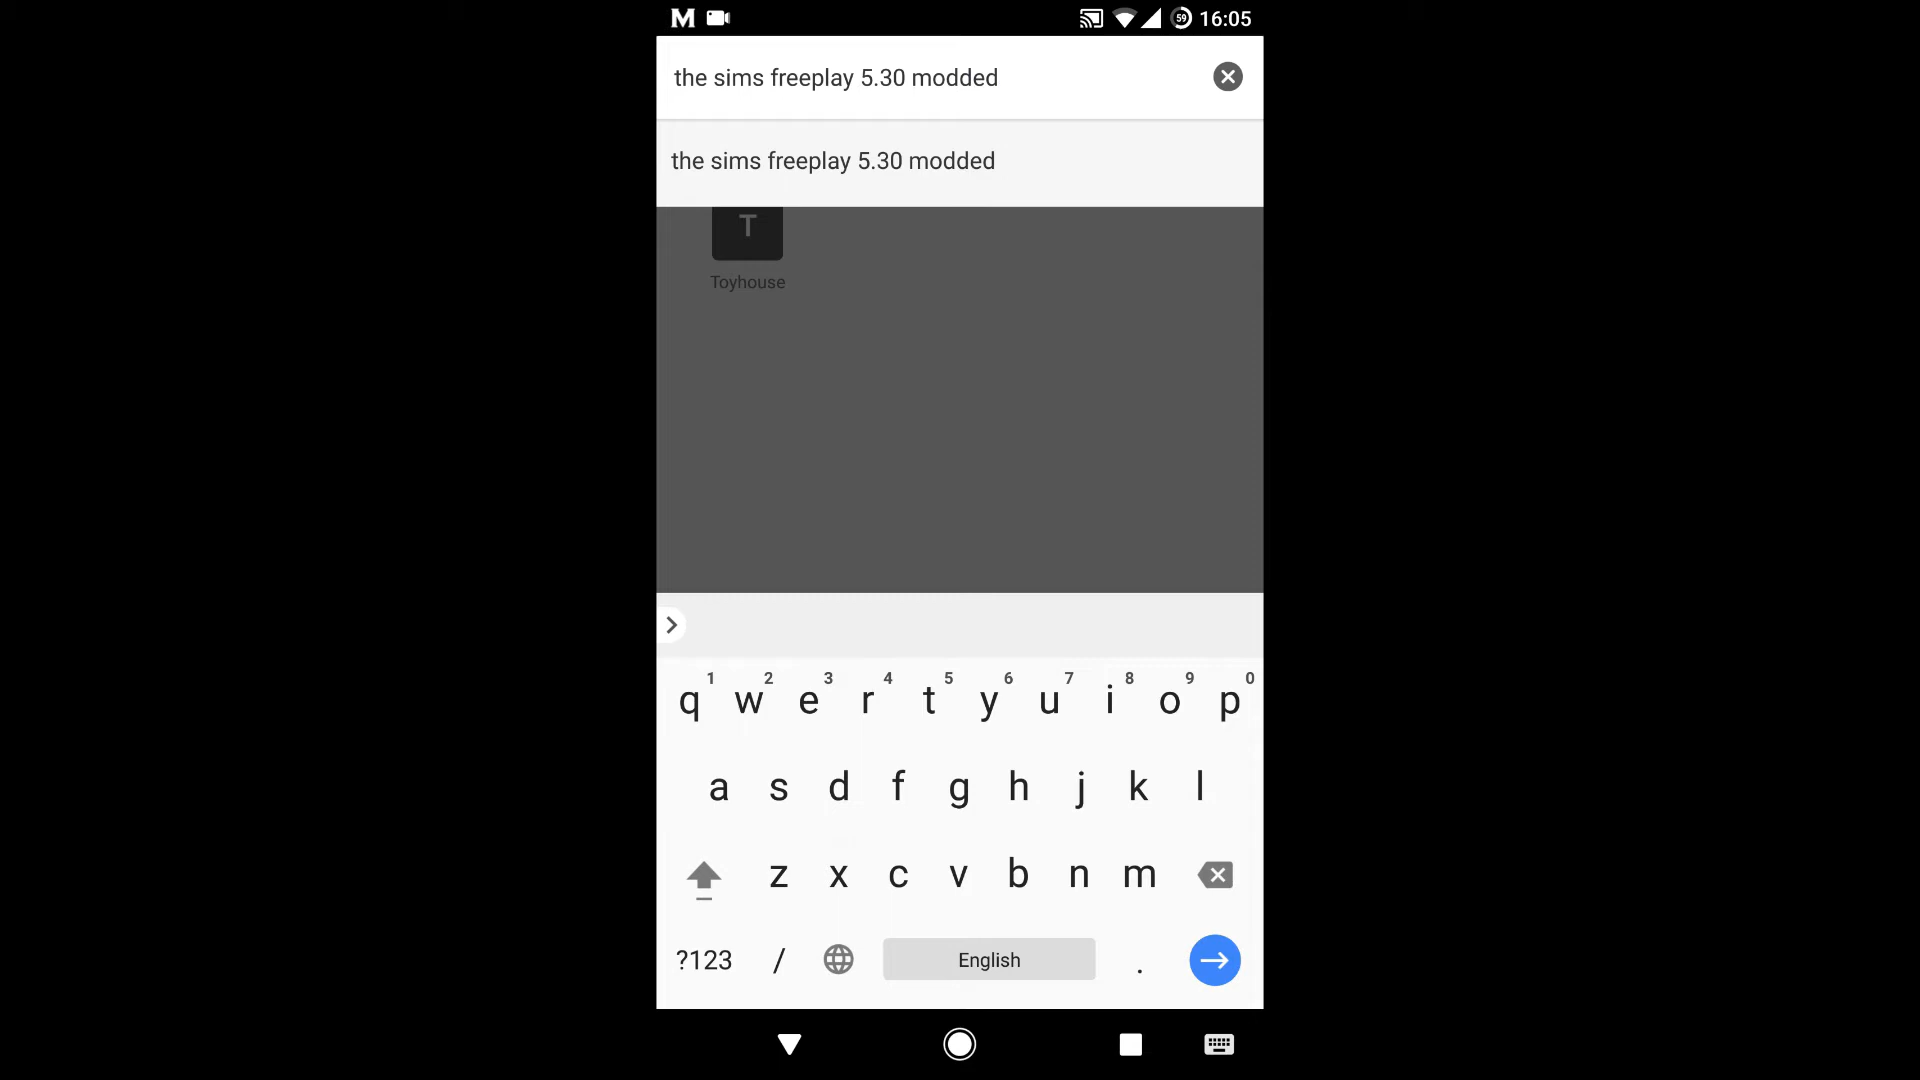 M 59 16:05
the sims freeplay 5.30 modded
the sims freeplay 5.30 modded
T
Toyhouse
1 2 3 4 5 6 7 8 9 0
q w e r t y u i o p
a s d f g h j k l
z x c v b n m
?123 / English .